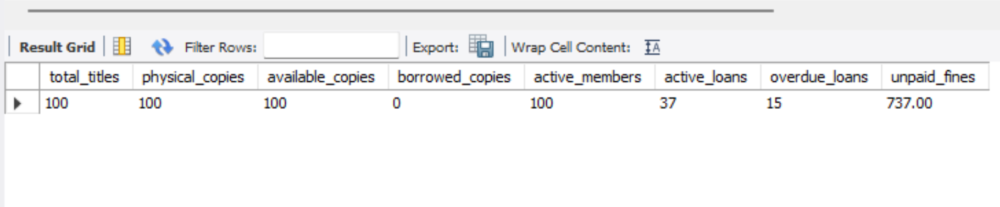 Result Grid Filter Rows: Export: Wrap Cell Content:
total_titles physical_copies available_copies borrowed_copies active_members active_loans overdue_loans unpaid_fines
100 100 100 0 100 37 15 737.00